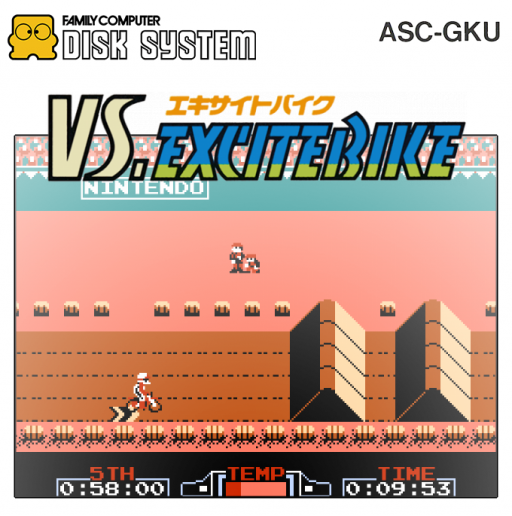 FAMILY COMPUTER
DISK SYSTEM
ASC-GKU
エキサイトバイク
VS. EXCITEBIKE
NINTENDO
5TH TEMP TIME
0:58:00 0:09:53